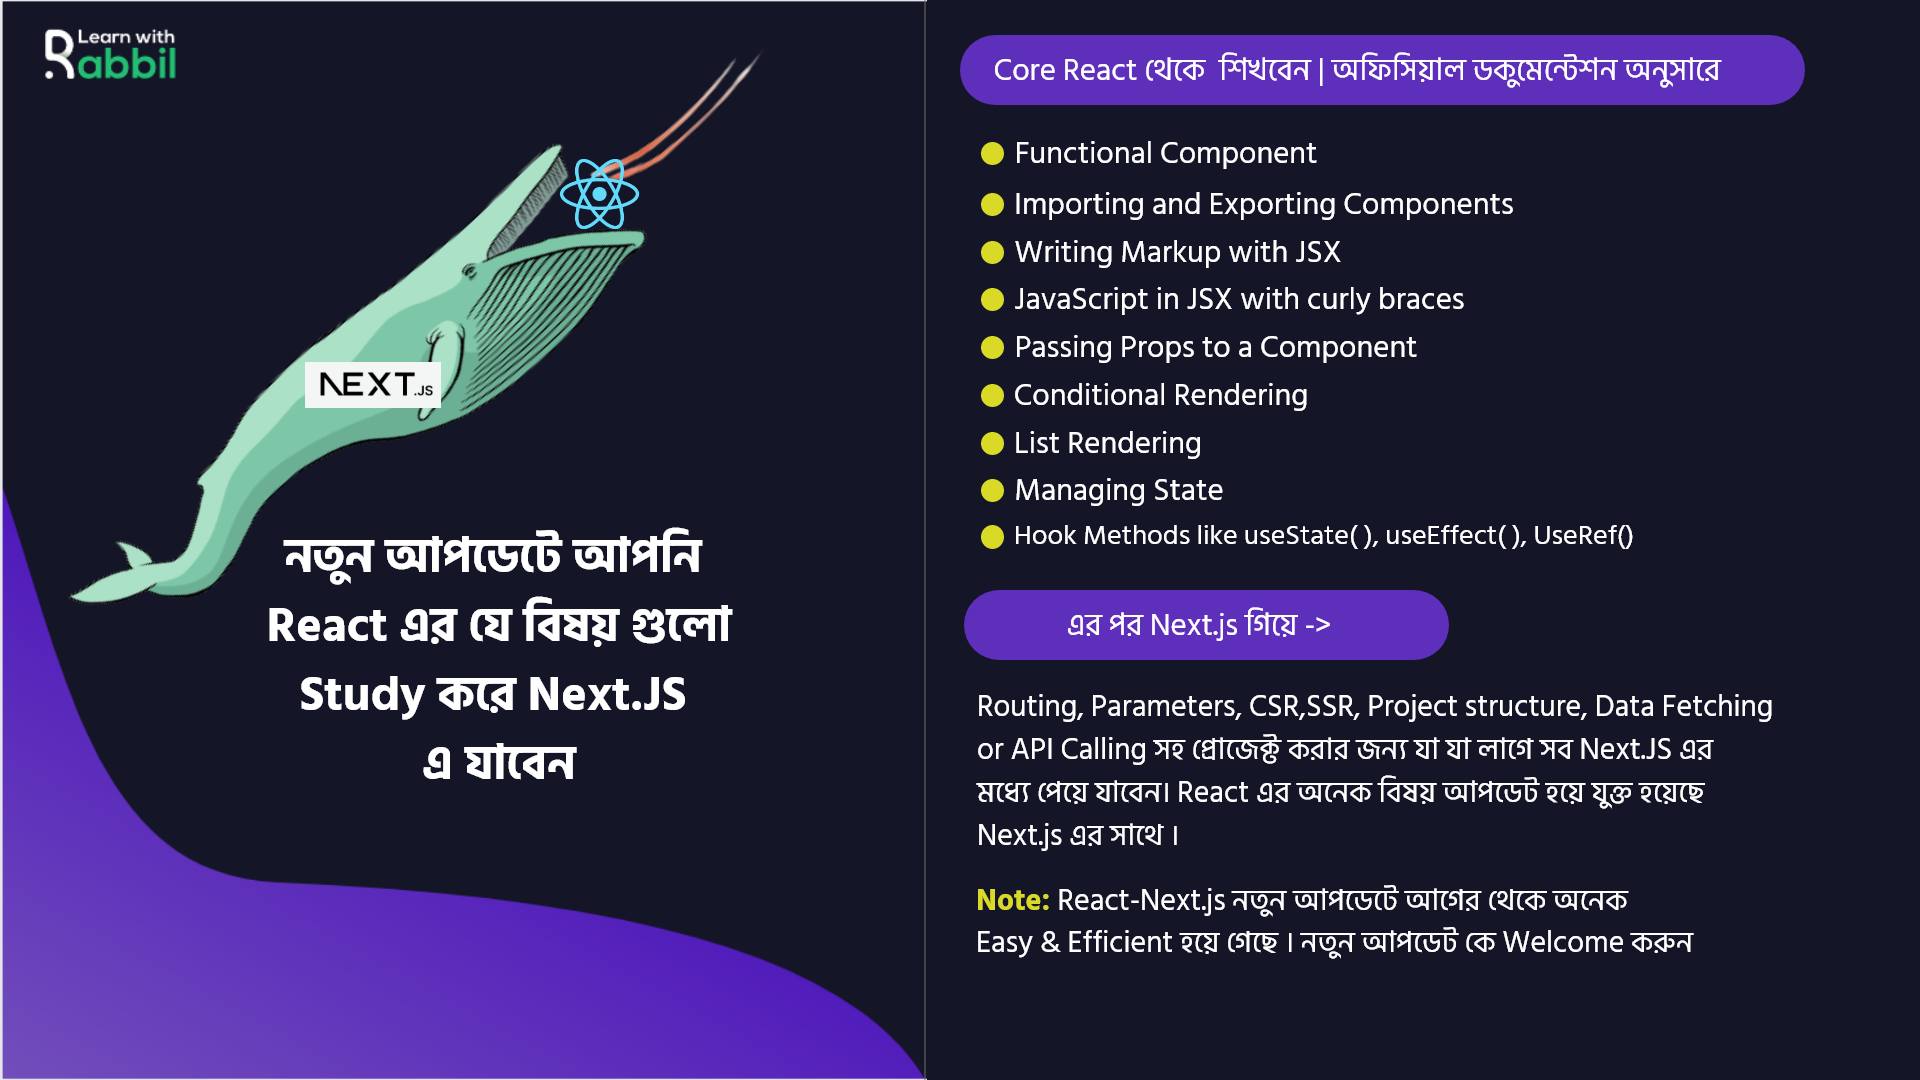 Learn with
Rabbil
NEXT.JS
নতুন আপডেটে আপনি
React এর যে বিষয় গুলো
Study করে Next.JS
এ যাবেন
Core React থেকে শিখবেন | অফিসিয়াল ডকুমেন্টেশন অনুসারে
Functional Component
Importing and Exporting Components
Writing Markup with JSX
JavaScript in JSX with curly braces
Passing Props to a Component
Conditional Rendering
List Rendering
Managing State
Hook Methods like useState( ), useEffect( ), UseRef()
এর পর Next.js গিয়ে ->
Routing, Parameters, CSR,SSR, Project structure, Data Fetching
or API Calling সহ প্রোজেক্ট করার জন্য যা যা লাগে সব Next.JS এর
মধ্যে পেয়ে যাবেন। React এর অনেক বিষয় আপডেট হয়ে যুক্ত হয়েছে
Next.js এর সাথে ।
Note: React-Next.js নতুন আপডেটে আগের থেকে অনেক
Easy & Efficient হয়ে গেছে । নতুন আপডেট কে Welcome করুন